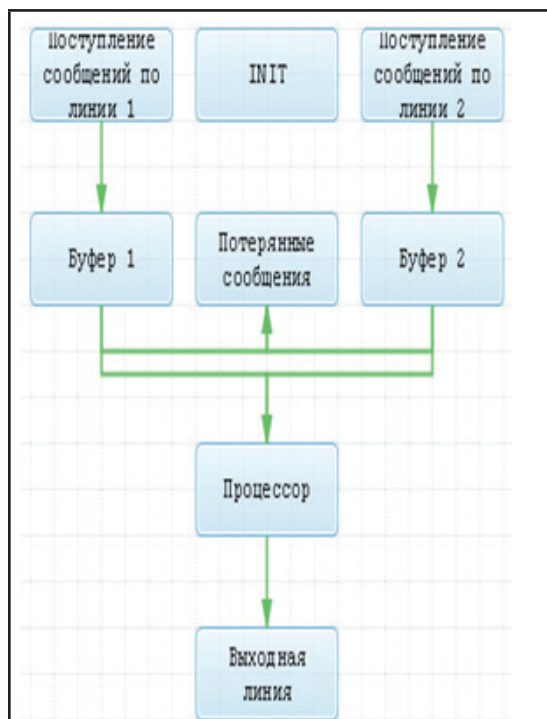 Поступление
сообщений по
линии 1
INIT
Поступление
сообщений по
линии 2
Буфер 1
Потерянные
сообщения
Буфер 2
Процессор
Выходная
линия